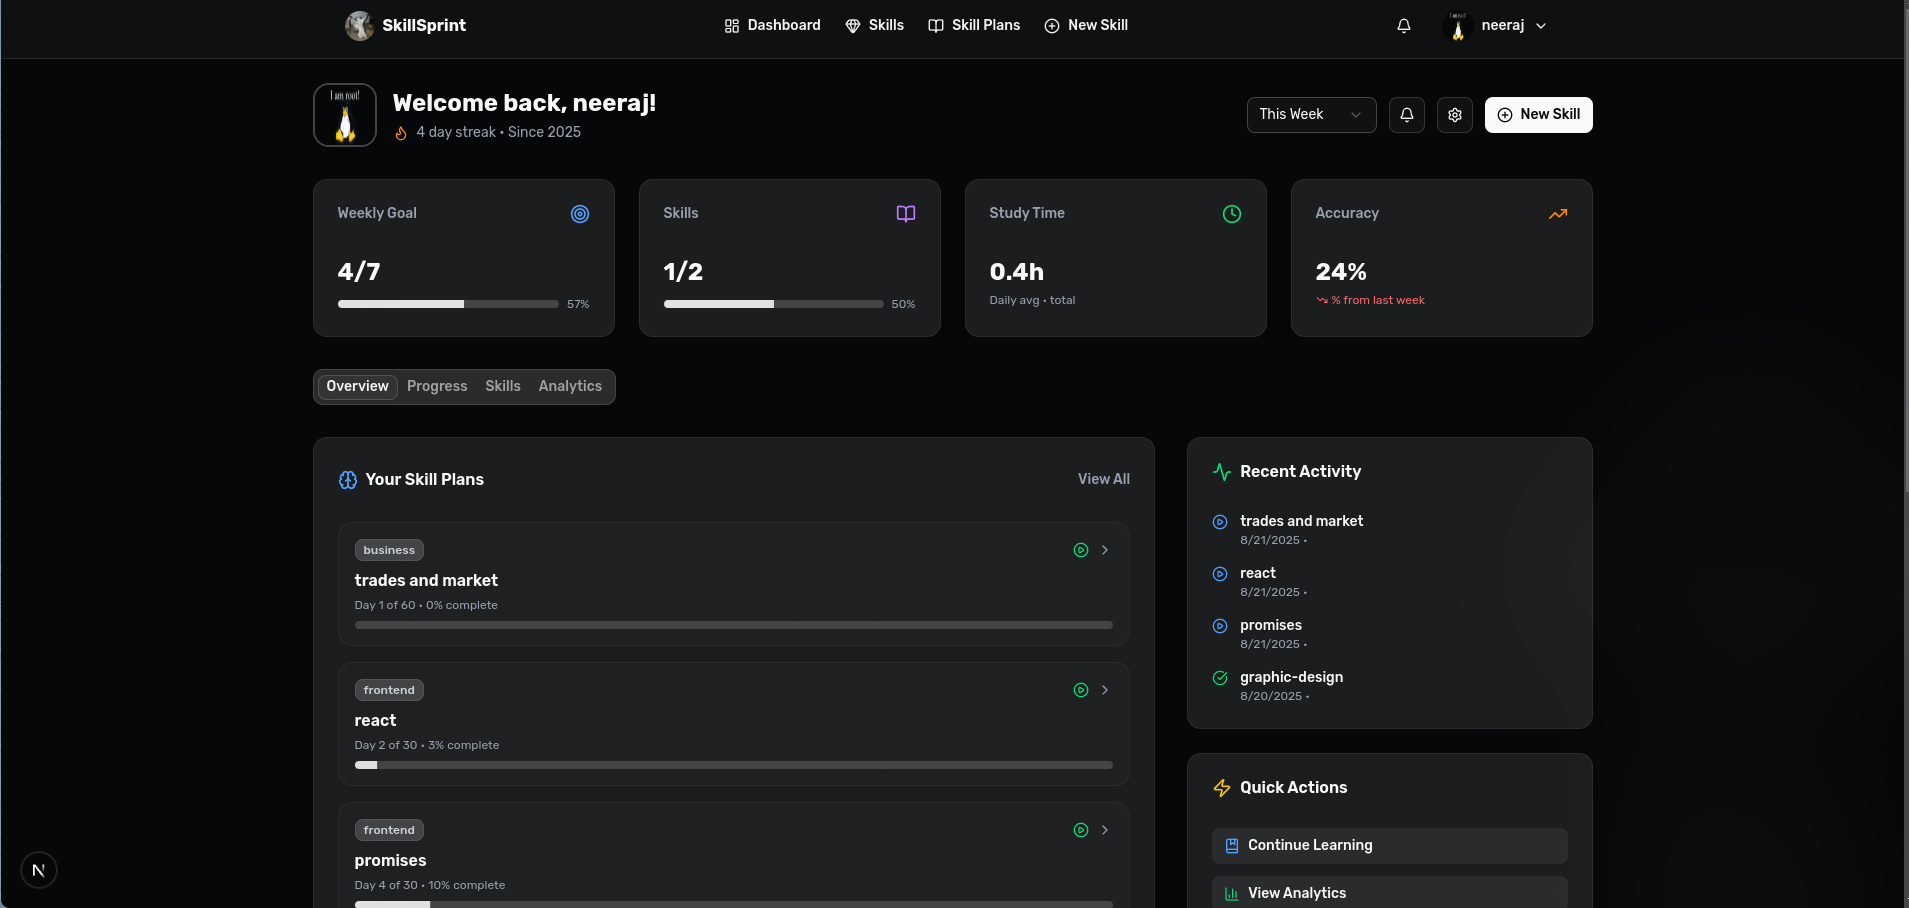 SkillSprint
Dashboard
Skills
Skill Plans
New Skill
neeraj
I am root!
Welcome back, neeraj!
4 day streak • Since 2025
This Week
New Skill
Weekly Goal
4/7
57%
Skills
1/2
50%
Study Time
0.4h
Daily avg • total
Accuracy
24%
% from last week
Overview
Progress
Skills
Analytics
Your Skill Plans
View All
business
trades and market
Day 1 of 60 • 0% complete
frontend
react
Day 2 of 30 • 3% complete
frontend
promises
Day 4 of 30 • 10% complete
Recent Activity
trades and market
8/21/2025 •
react
8/21/2025 •
promises
8/21/2025 •
graphic-design
8/20/2025 •
Quick Actions
Continue Learning
View Analytics
N